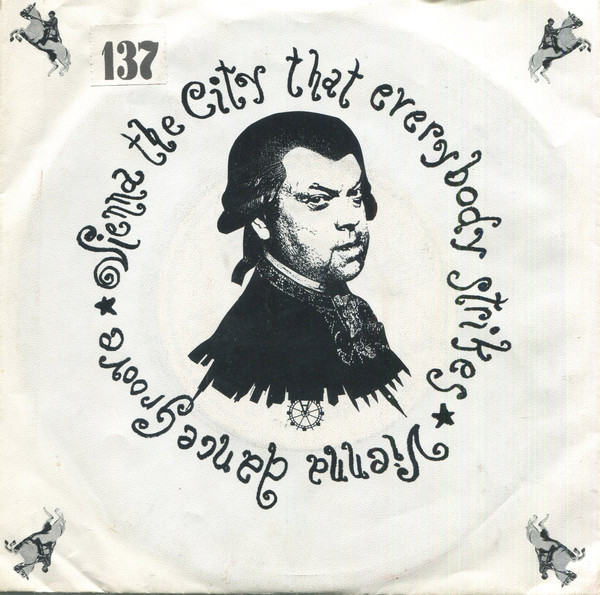 137
Vienna the City that everybody strikes ★ Vienna dance Groove ★